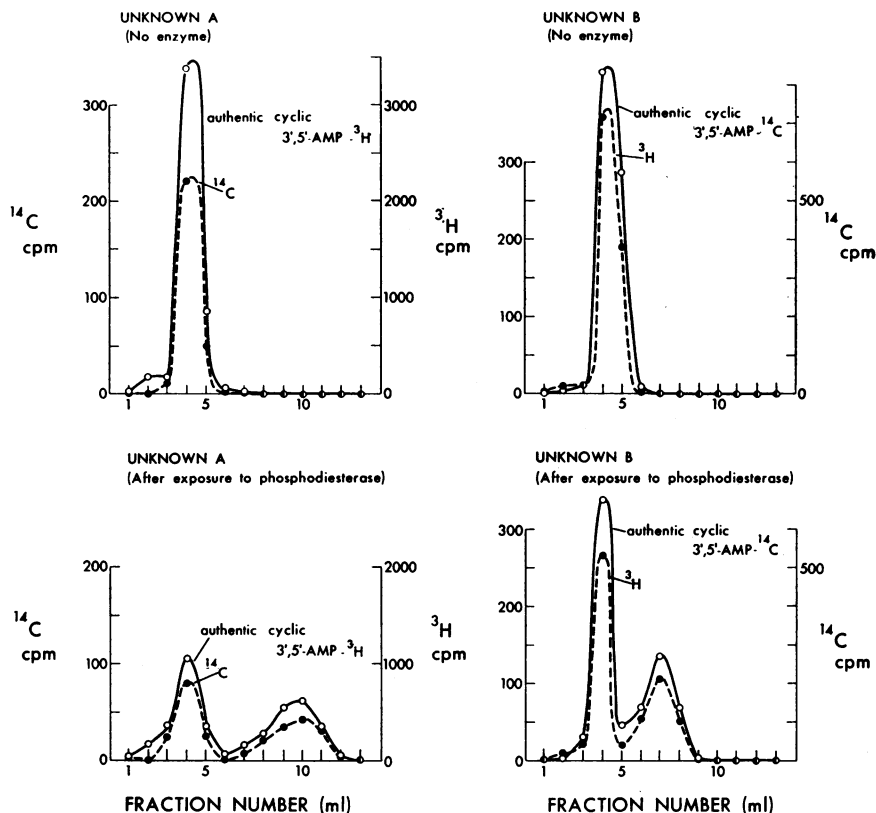 UNKNOWN A
(No enzyme)
300
200
100
0
14C
cpm
authentic cyclic
3',5'-AMP - 3H
14C
3000
2000
1000
0
3H
cpm
1
5
10
UNKNOWN B
(No enzyme)
300
200
100
0
authentic cyclic
3',5'-AMP - 14C
3H
500
0
14C
cpm
1
5
10
UNKNOWN A
(After exposure to phosphodiesterase)
200
100
0
14C
cpm
authentic cyclic
3',5'-AMP - 3H
14C
2000
1000
0
3H
cpm
1
5
10
FRACTION NUMBER (ml)
UNKNOWN B
(After exposure to phosphodiesterase)
300
200
150
100
50
0
authentic cyclic
3',5'-AMP - 14C
3H
500
0
14C
cpm
1
5
10
FRACTION NUMBER (ml)